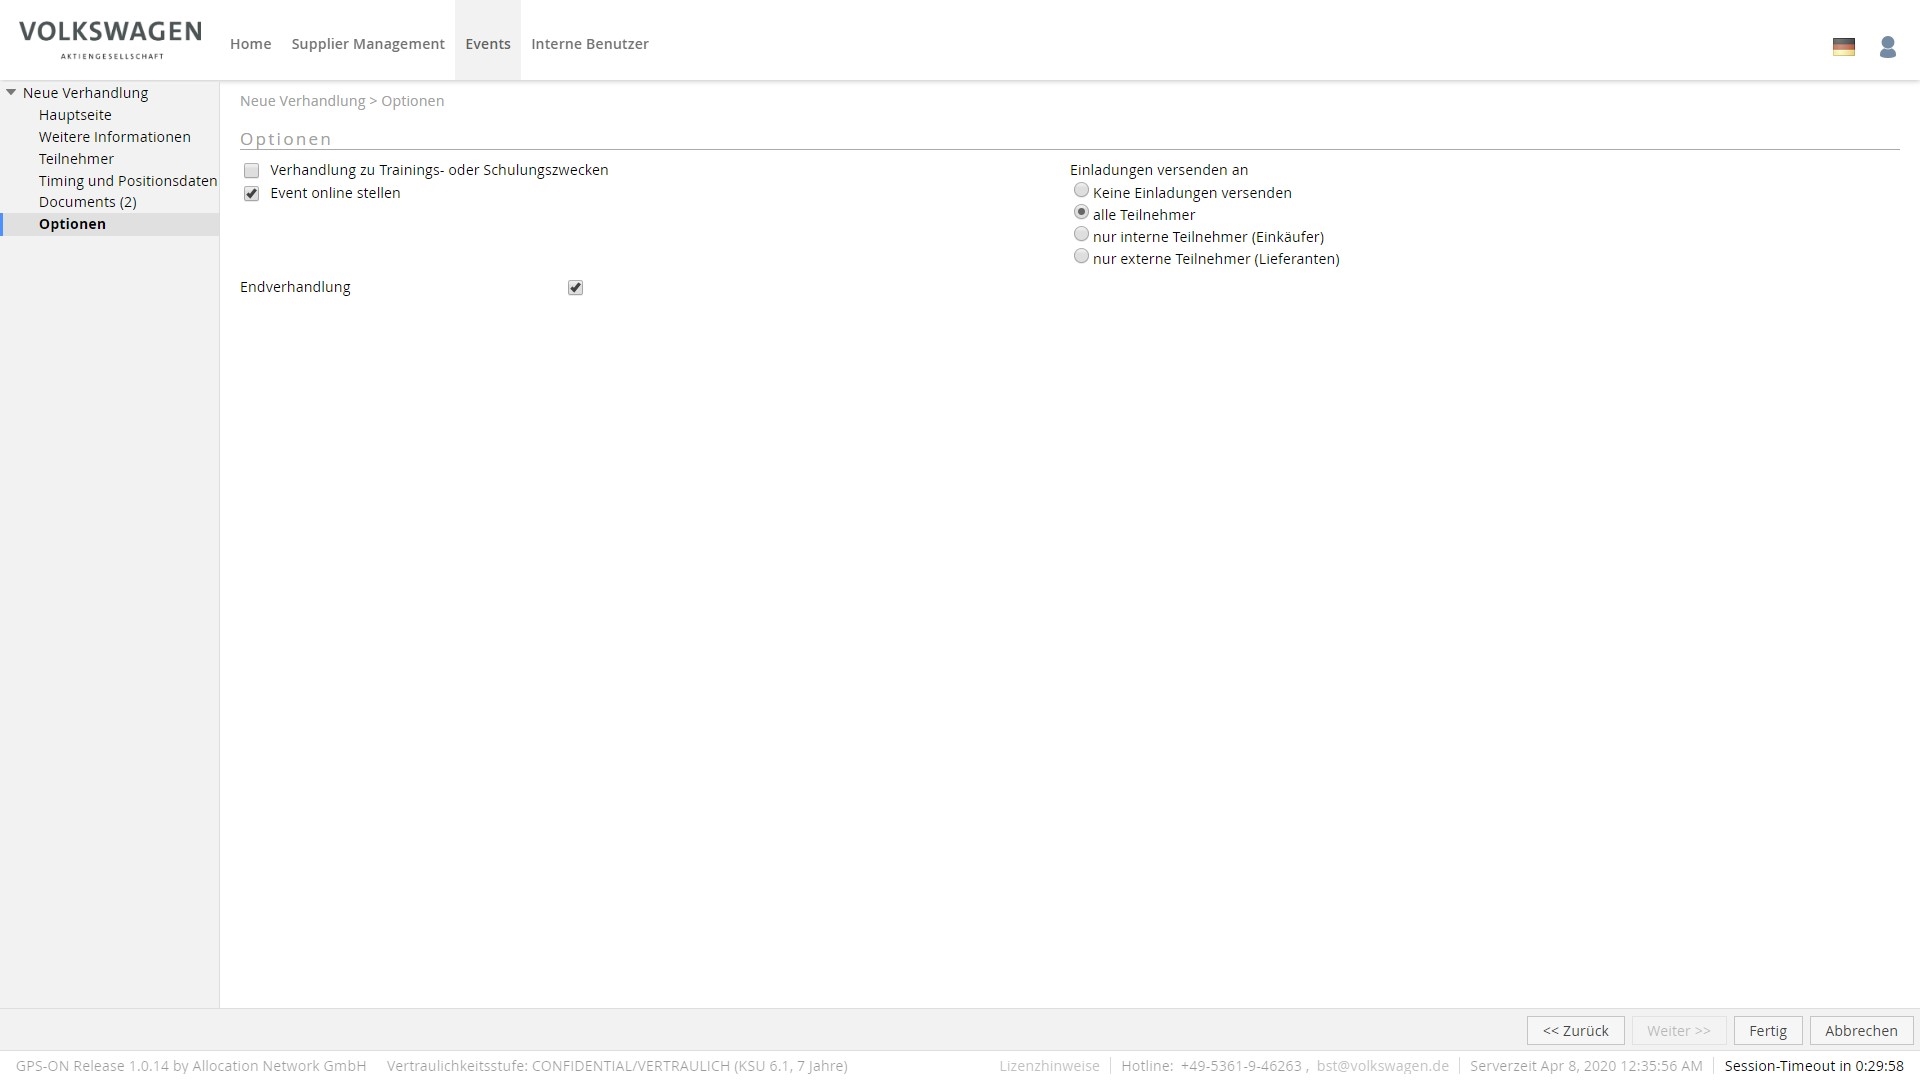 VOLKSWAGEN
AKTIENGESELLSCHAFT
Home Supplier Management Events Interne Benutzer
Neue Verhandlung
Hauptseite
Weitere Informationen
Teilnehmer
Timing und Positionsdaten
Documents (2)
Optionen
Neue Verhandlung > Optionen
Optionen
Verhandlung zu Trainings- oder Schulungszwecken
Event online stellen
Einladungen versenden an
Keine Einladungen versenden
alle Teilnehmer
nur interne Teilnehmer (Einkäufer)
nur externe Teilnehmer (Lieferanten)
Endverhandlung
<< Zurück Weiter >> Fertig Abbrechen
GPS-ON Release 1.0.14 by Allocation Network GmbH Vertraulichkeitsstufe: CONFIDENTIAL/VERTRAULICH (KSU 6.1, 7 Jahre) Lizenzhinweise Hotline: +49-5361-9-46263 , bst@volkswagen.de Serverzeit Apr 8, 2020 12:35:56 AM Session-Timeout in 0:29:58